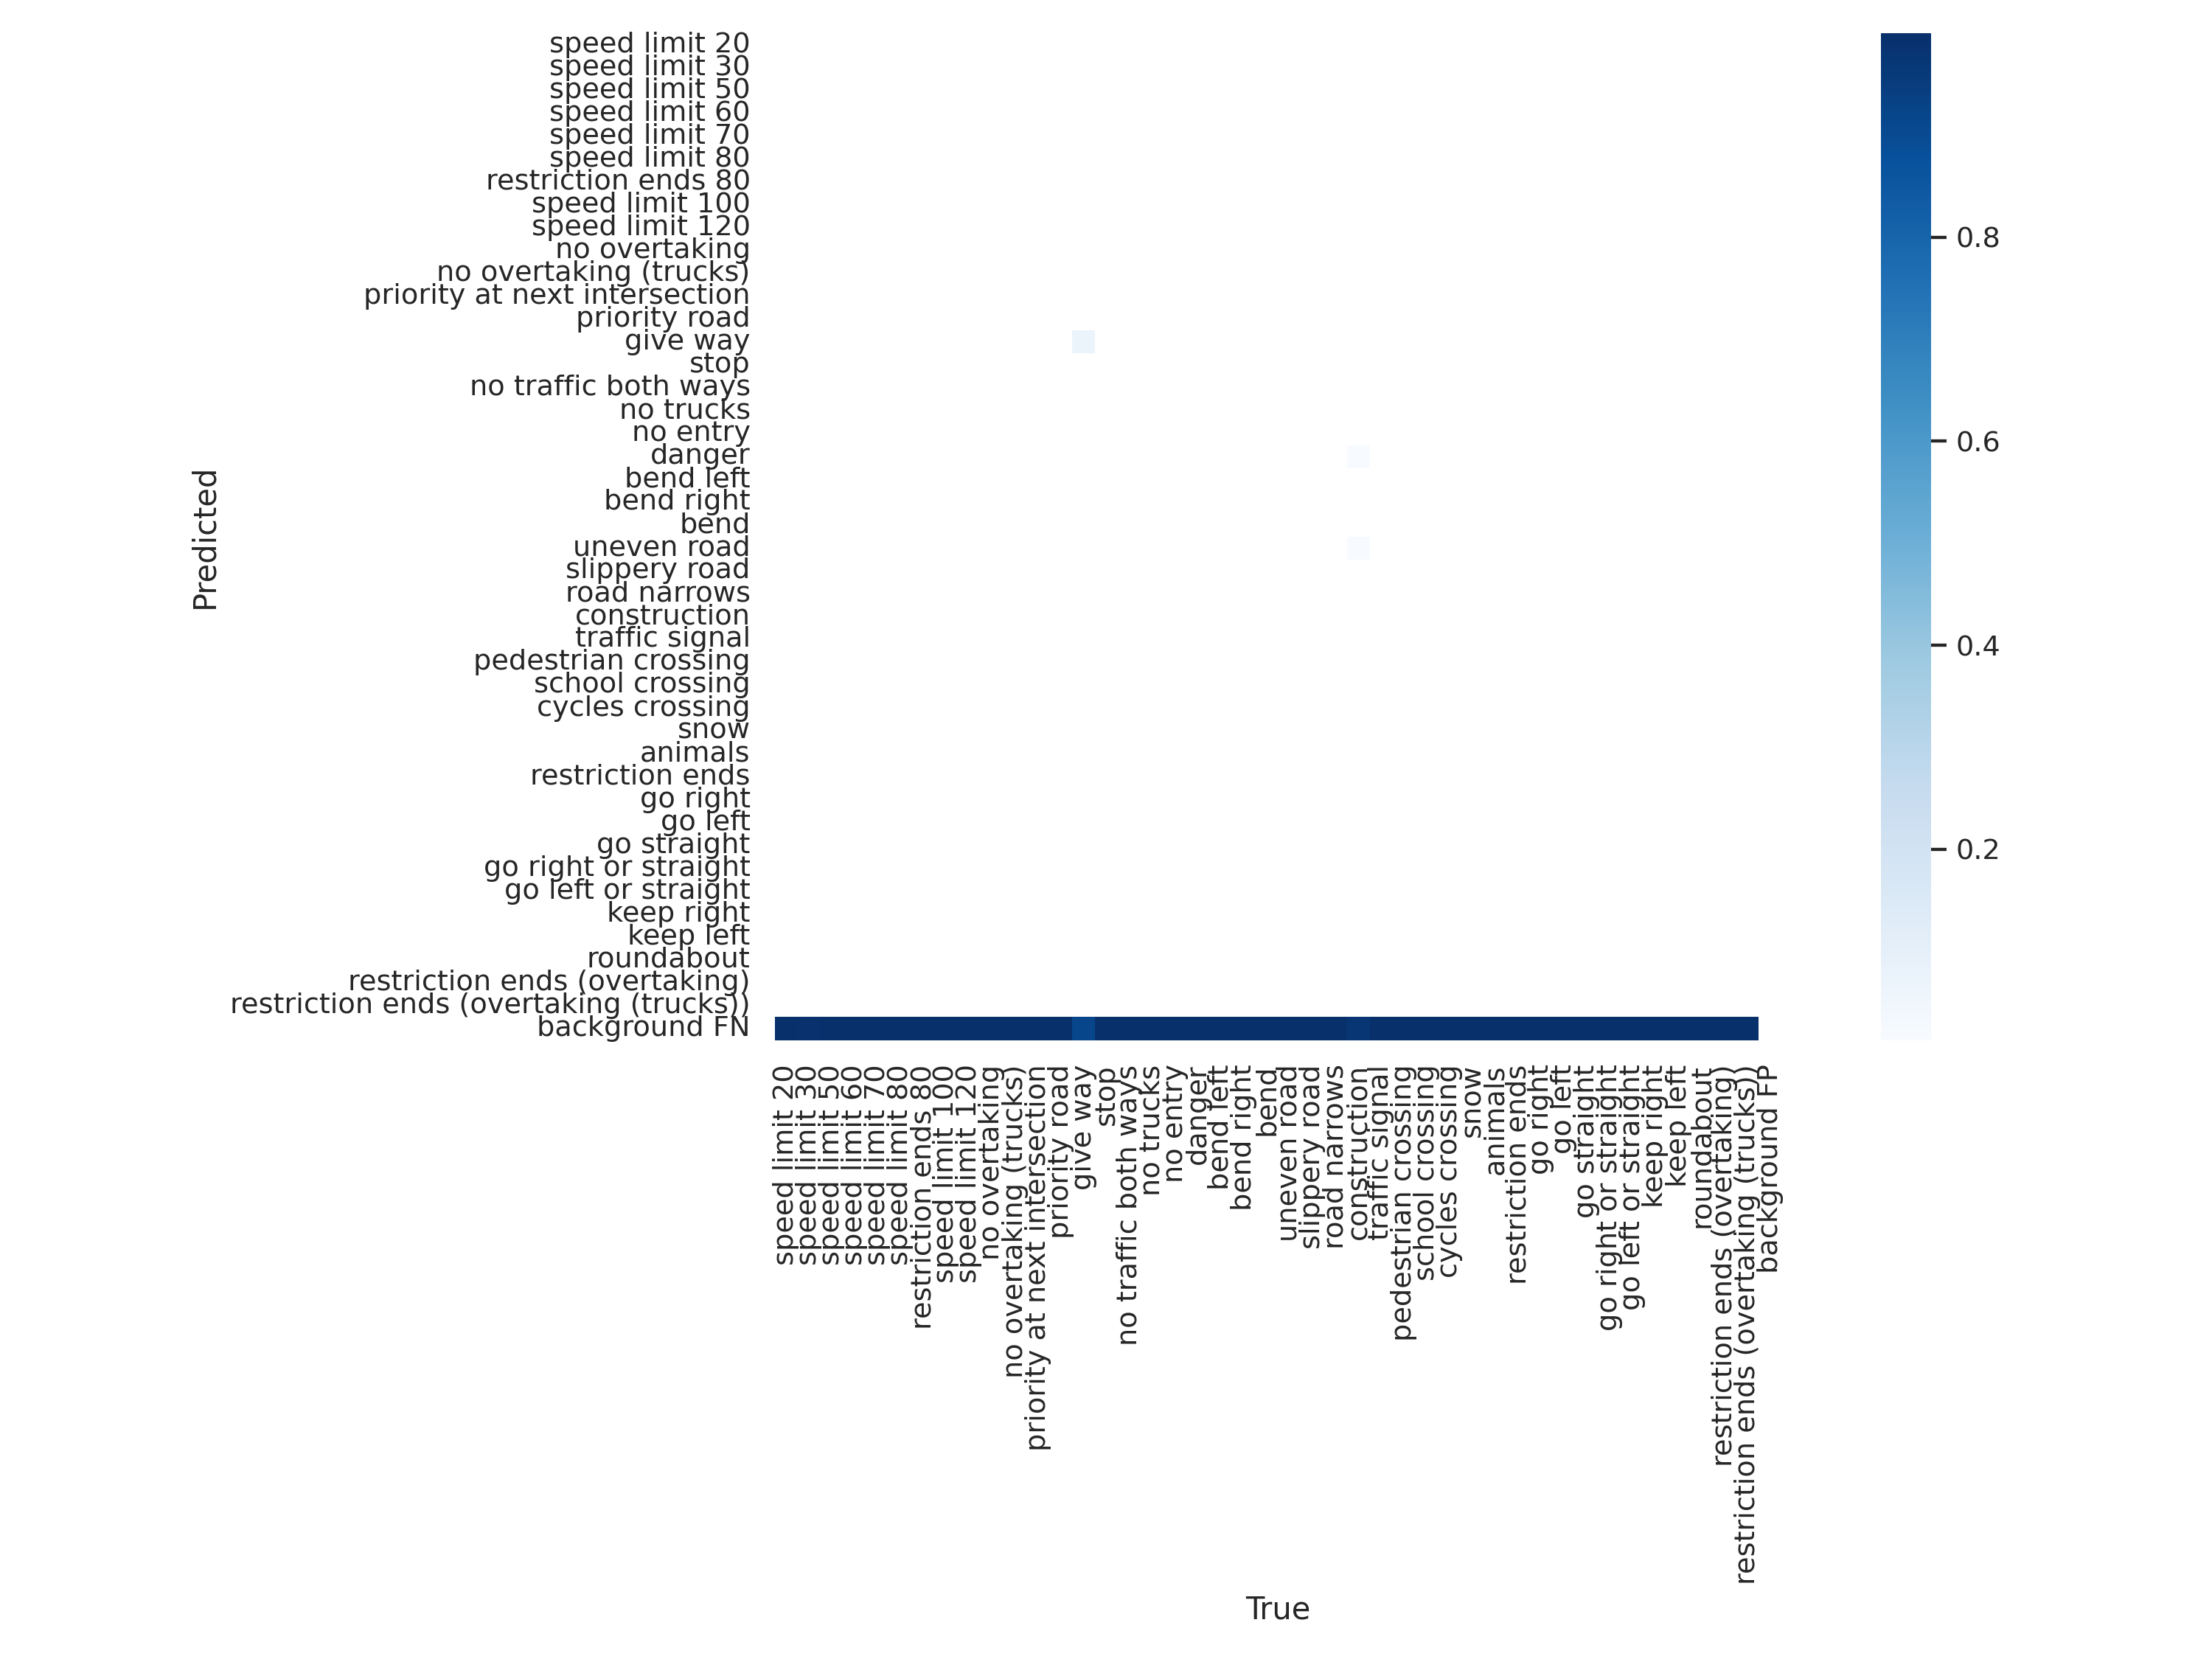 speed limit 20
speed limit 30
speed limit 50
speed limit 60
speed limit 70
speed limit 80
restriction ends 80
speed limit 100
speed limit 120
no overtaking
no overtaking (trucks)
priority at next intersection
priority road
give way
stop
no traffic both ways
no trucks
no entry
danger
bend left
bend right
bend
uneven road
slippery road
road narrows
construction
traffic signal
pedestrian crossing
school crossing
cycles crossing
snow
animals
restriction ends
go right
go left
go straight
go right or straight
go left or straight
keep right
keep left
roundabout
restriction ends (overtaking)
restriction ends (overtaking (trucks))
background FN
Predicted
speed limit 20
speed limit 30
speed limit 50
speed limit 60
speed limit 70
speed limit 80
restriction ends 80
speed limit 100
speed limit 120
no overtaking
no overtaking (trucks)
priority at next intersection
priority road
give way
stop
no traffic both ways
no trucks
no entry
danger
bend left
bend right
bend
uneven road
slippery road
road narrows
construction
traffic signal
pedestrian crossing
school crossing
cycles crossing
snow
animals
restriction ends
go right
go left
go straight
go right or straight
go left or straight
keep right
keep left
roundabout
restriction ends (overtaking)
restriction ends (overtaking (trucks))
background FP
True
0.8
0.6
0.4
0.2